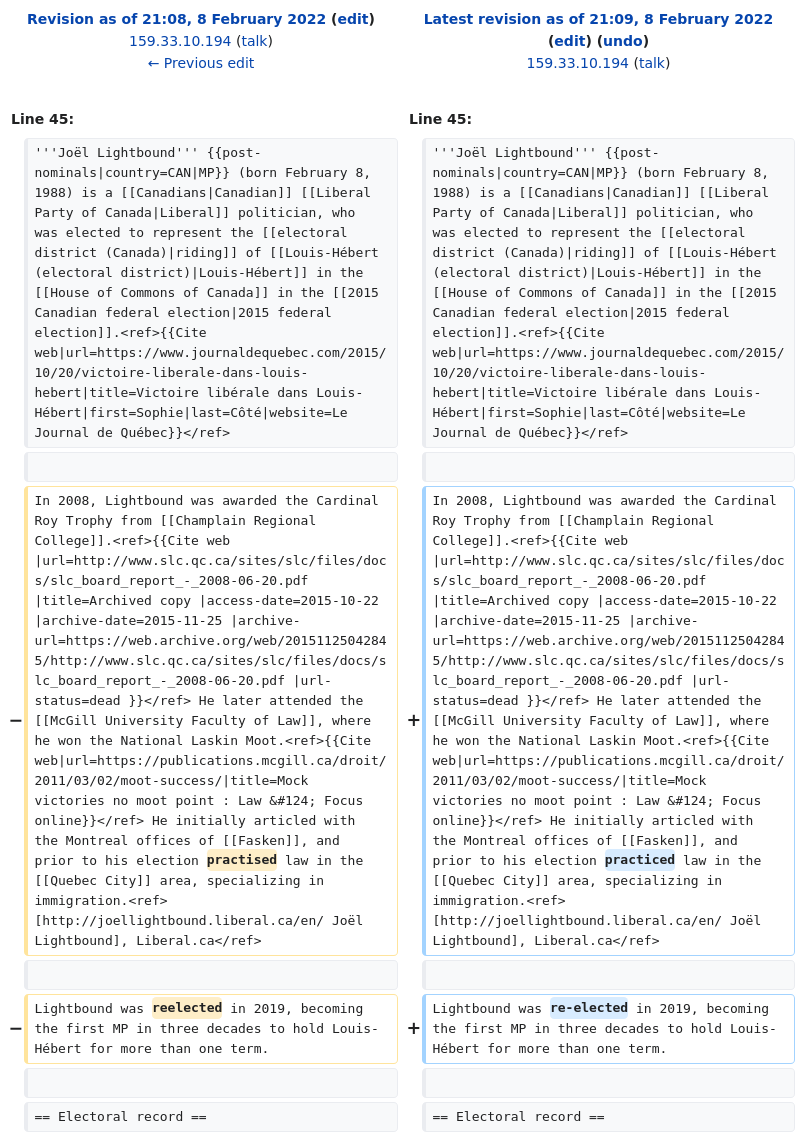 Revision as of 21:08, 8 February 2022 (edit)
159.33.10.194 (talk)
← Previous edit
Latest revision as of 21:09, 8 February 2022
(edit) (undo)
159.33.10.194 (talk)
Line 45:
'''Joël Lightbound''' {{post-
nominals|country=CAN|MP}} (born February 8,
1988) is a [[Canadians|Canadian]] [[Liberal
Party of Canada|Liberal]] politician, who
was elected to represent the [[electoral
district (Canada)|riding]] of [[Louis-Hébert
(electoral district)|Louis-Hébert]] in the
[[House of Commons of Canada]] in the [[2015
Canadian federal election|2015 federal
election]].<ref>{{Cite
web|url=https://www.journaldequebec.com/2015/
10/20/victoire-liberale-dans-louis-
hebert|title=Victoire libérale dans Louis-
Hébert|first=Sophie|last=Côté|website=Le
Journal de Québec}}</ref>
In 2008, Lightbound was awarded the Cardinal
Roy Trophy from [[Champlain Regional
College]].<ref>{{Cite web
|url=http://www.slc.qc.ca/sites/slc/files/doc
s/slc_board_report_-_2008-06-20.pdf
|title=Archived copy |access-date=2015-10-22
|archive-date=2015-11-25 |archive-
url=https://web.archive.org/web/2015112504284
5/http://www.slc.qc.ca/sites/slc/files/docs/s
lc_board_report_-_2008-06-20.pdf |url-
status=dead }}</ref> He later attended the
− [[McGill University Faculty of Law]], where
he won the National Laskin Moot.<ref>{{Cite
web|url=https://publications.mcgill.ca/droit/
2011/03/02/moot-success/|title=Mock
victories no moot point : Law &#124; Focus
online}}</ref> He initially articled with
the Montreal offices of [[Fasken]], and
prior to his election practised law in the
[[Quebec City]] area, specializing in
immigration.<ref>
[http://joellightbound.liberal.ca/en/ Joël
Lightbound], Liberal.ca</ref>
Lightbound was reelected in 2019, becoming
− the first MP in three decades to hold Louis-
Hébert for more than one term.
== Electoral record ==
Line 45:
'''Joël Lightbound''' {{post-
nominals|country=CAN|MP}} (born February 8,
1988) is a [[Canadians|Canadian]] [[Liberal
Party of Canada|Liberal]] politician, who
was elected to represent the [[electoral
district (Canada)|riding]] of [[Louis-Hébert
(electoral district)|Louis-Hébert]] in the
[[House of Commons of Canada]] in the [[2015
Canadian federal election|2015 federal
election]].<ref>{{Cite
web|url=https://www.journaldequebec.com/2015/
10/20/victoire-liberale-dans-louis-
hebert|title=Victoire libérale dans Louis-
Hébert|first=Sophie|last=Côté|website=Le
Journal de Québec}}</ref>
In 2008, Lightbound was awarded the Cardinal
Roy Trophy from [[Champlain Regional
College]].<ref>{{Cite web
|url=http://www.slc.qc.ca/sites/slc/files/doc
s/slc_board_report_-_2008-06-20.pdf
|title=Archived copy |access-date=2015-10-22
|archive-date=2015-11-25 |archive-
url=https://web.archive.org/web/2015112504284
5/http://www.slc.qc.ca/sites/slc/files/docs/s
lc_board_report_-_2008-06-20.pdf |url-
status=dead }}</ref> He later attended the
+ [[McGill University Faculty of Law]], where
he won the National Laskin Moot.<ref>{{Cite
web|url=https://publications.mcgill.ca/droit/
2011/03/02/moot-success/|title=Mock
victories no moot point : Law &#124; Focus
online}}</ref> He initially articled with
the Montreal offices of [[Fasken]], and
prior to his election practiced law in the
[[Quebec City]] area, specializing in
immigration.<ref>
[http://joellightbound.liberal.ca/en/ Joël
Lightbound], Liberal.ca</ref>
Lightbound was re-elected in 2019, becoming
+ the first MP in three decades to hold Louis-
Hébert for more than one term.
== Electoral record ==